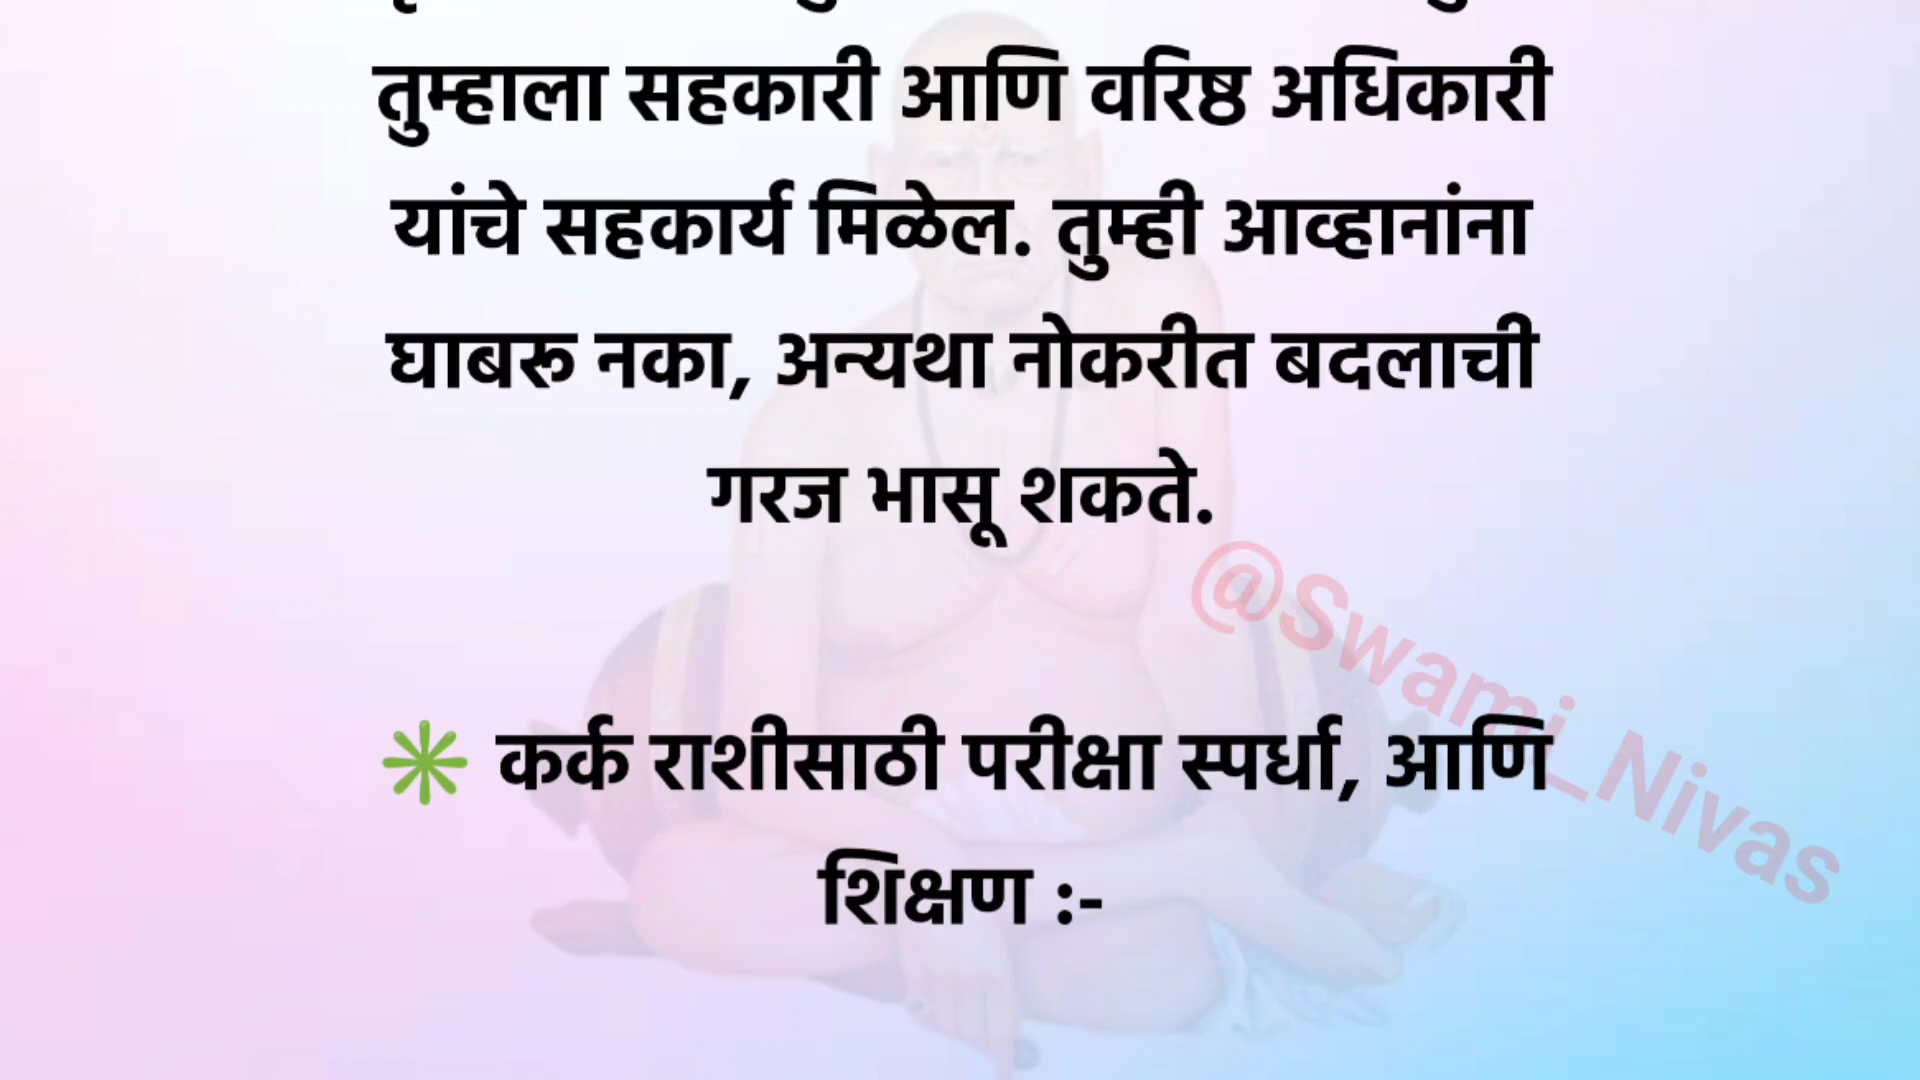 तुम्हाला सहकारी आणि वरिष्ठ अधिकारी
यांचे सहकार्य मिळेल. तुम्ही आव्हानांना
घाबरू नका, अन्यथा नोकरीत बदलाची
गरज भासू शकते.
@Swami_Nivas
✳️ कर्क राशीसाठी परीक्षा स्पर्धा, आणि
शिक्षण :-